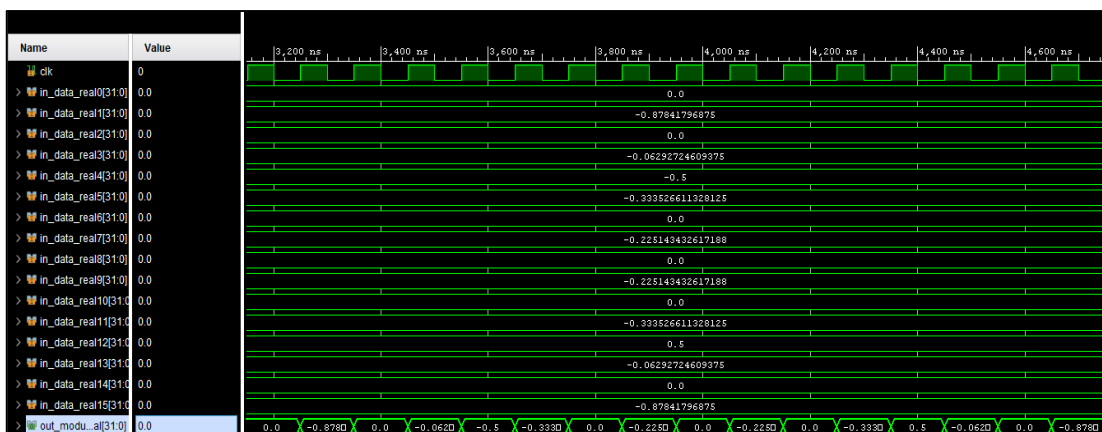 Name Value 3,200 ns 3,400 ns 3,600 ns 3,800 ns 4,000 ns 4,200 ns 4,400 ns 4,600 ns
clk 0
in_data_real0[31:0] 0.0 0.0
in_data_real1[31:0] 0.0 -0.87841796875
in_data_real2[31:0] 0.0 0.0
in_data_real3[31:0] 0.0 -0.06292724609375
in_data_real4[31:0] 0.0 -0.5
in_data_real5[31:0] 0.0 -0.333526611328125
in_data_real6[31:0] 0.0 0.0
in_data_real7[31:0] 0.0 -0.225143432617188
in_data_real8[31:0] 0.0 0.0
in_data_real9[31:0] 0.0 -0.225143432617188
in_data_real10[31:0 0.0 0.0
in_data_real11[31:0 0.0 -0.333526611328125
in_data_real12[31:0 0.0 0.5
in_data_real13[31:0 0.0 -0.06292724609375
in_data_real14[31:0 0.0 0.0
in_data_real15[31:0 0.0 -0.87841796875
out_modu...al[31:0] 0.0 0.0 -0.878▯ 0.0 -0.062▯ -0.5 -0.333▯ 0.0 -0.225▯ 0.0 -0.225▯ 0.0 -0.333▯ 0.5 -0.062▯ 0.0 -0.878▯